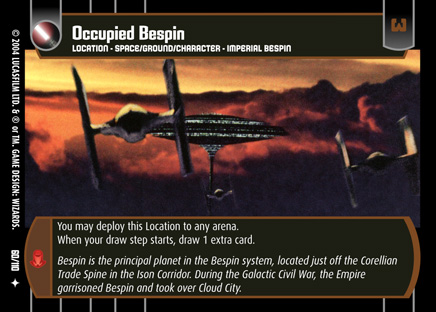 Occupied Bespin
LOCATION - SPACE/GROUND/CHARACTER - IMPERIAL BESPIN
You may deploy this Location to any arena.
When your draw step starts, draw 1 extra card.
Bespin is the principal planet in the Bespin system, located just off the Corellian
Trade Spine in the Ison Corridor. During the Galactic Civil War, the Empire
garrisoned Bespin and took over Cloud City.
© 2004 LUCASFILM LTD. & ® or TM. GAME DESIGN: WIZARDS.
60/110